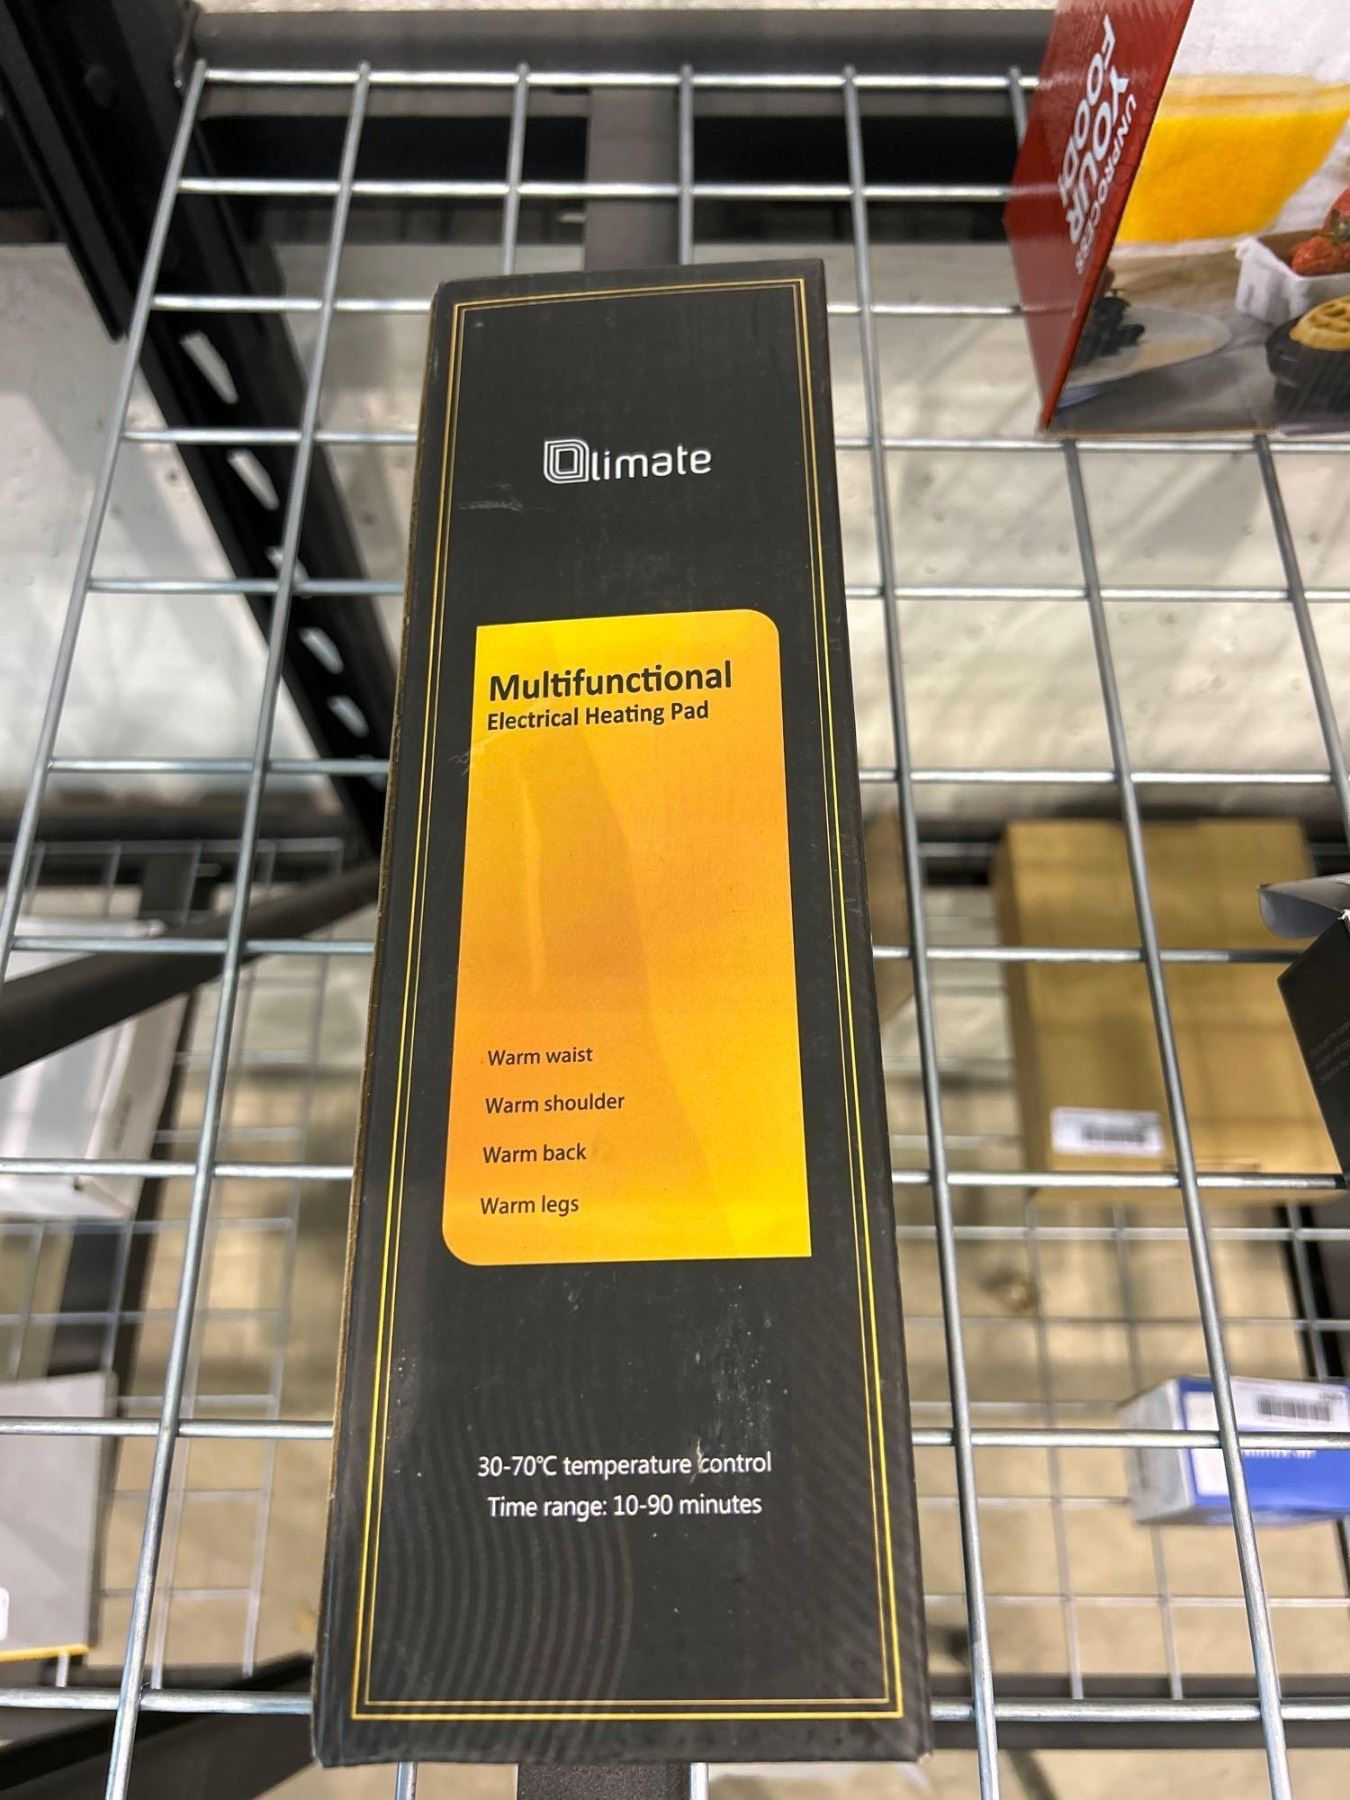 UNPROCESS
YOUR
FOOD!
Qlimate
Multifunctional
Electrical Heating Pad
Warm waist
Warm shoulder
Warm back
Warm legs
30-70℃ temperature control
Time range: 10-90 minutes